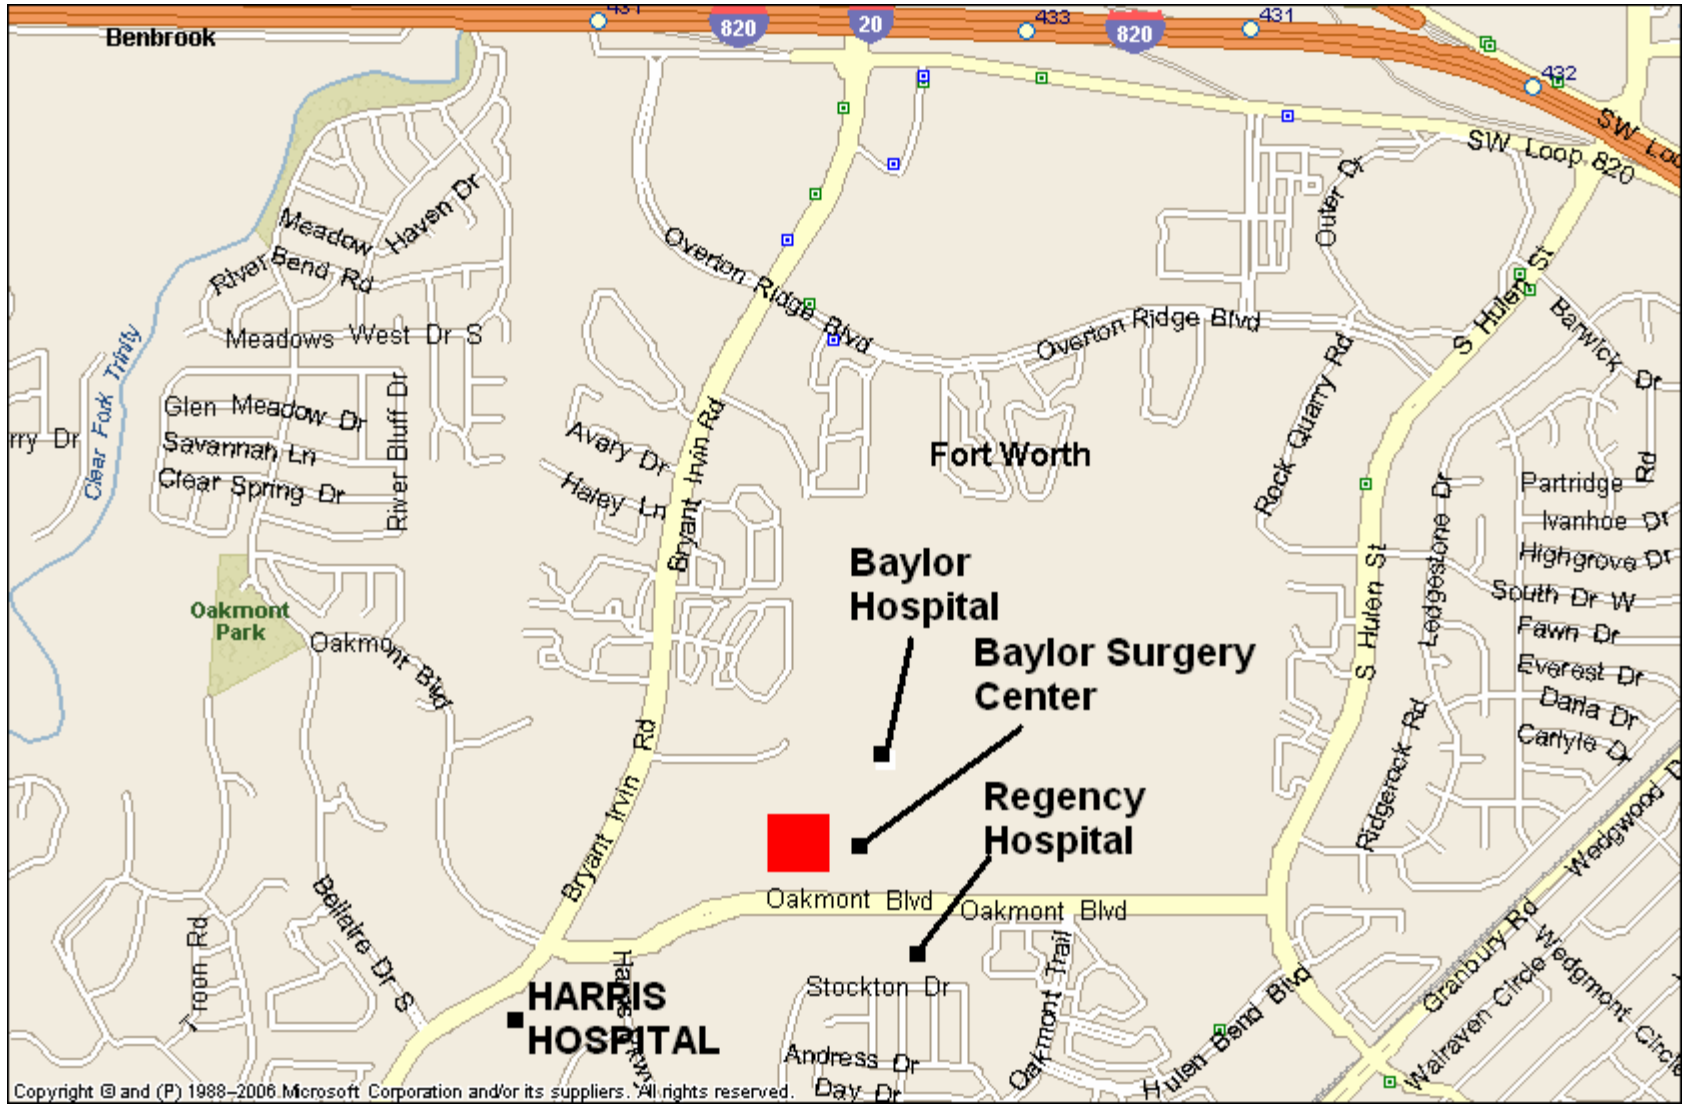 431
820
20
433
820
431
Benbrook
432
SW Loop 820
Haven Dr
Outer Dr
Meadow
River Bend Rd
Overton Ridge Blvd
S Hulen St
Overton Ridge Blvd
Barwick Dr
Meadows West Dr S
Clear Fork Trinity
Rock Quarry Rd
Glen Meadow Dr
River Bluff Dr
Bryant Irvin Rd
rry Dr
Avery Dr
Savannah Ln
Fort Worth
Rd
Clear Spring Dr
Haley Ln
Partridge
Ledgestone Dr
Ivanhoe Dr
Baylor
Hospital
Highgrove Dr
S Hulen St
South Dr W
Oakmont
Park
Fawn Dr
Oakmont Blvd
Baylor Surgery
Center
Everest Dr
Darla Dr
Bryant Irvin Rd
Ridgerock Rd
Carlyle Dr
Regency
Hospital
Wedgwood D
Oakmont Blvd
Oakmont Blvd
Bellaire Dr S
Troon Rd
Granbury Rd
Wedgmont Circle
Oakmont Trail
Stockton Dr
HARRIS
HOSPITAL
Hulen Bend Blvd
Walraven Circle
Andress Dr
Day Dr
Copyright © and (P) 1988–2006 Microsoft Corporation and/or its suppliers. All rights reserved.